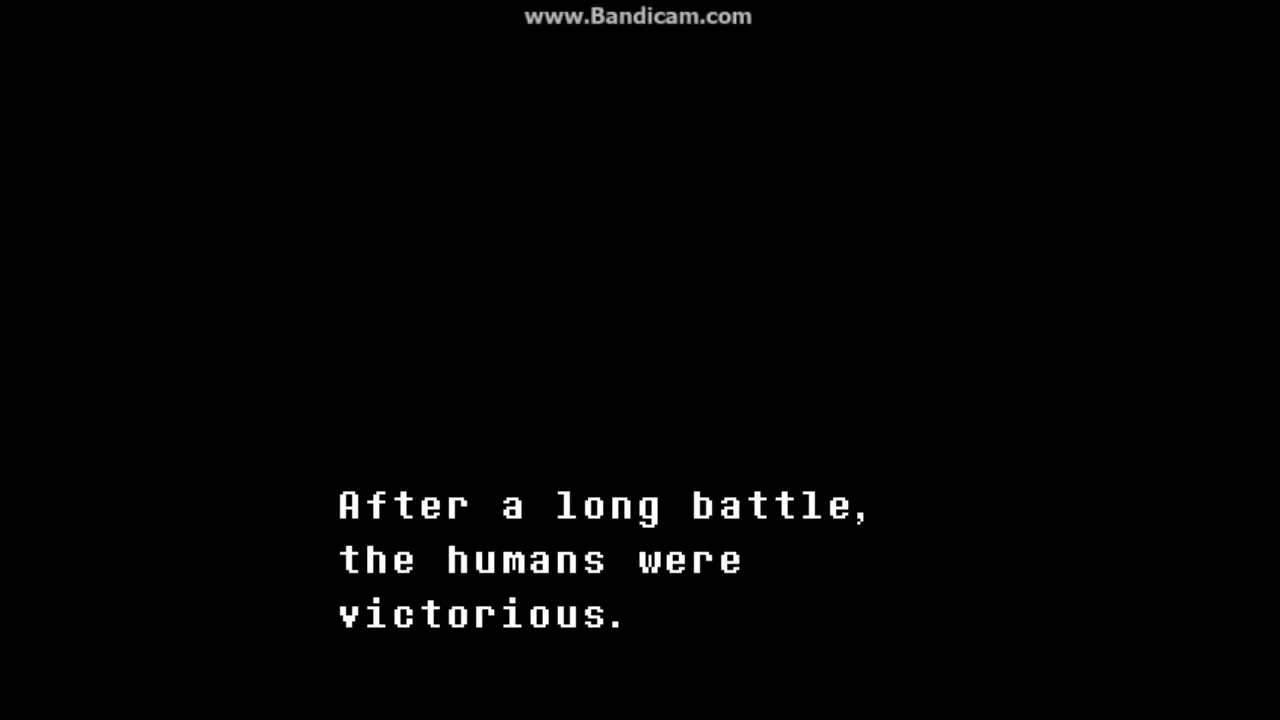 www.Bandicam.com
After a long battle,
the humans were
victorious.